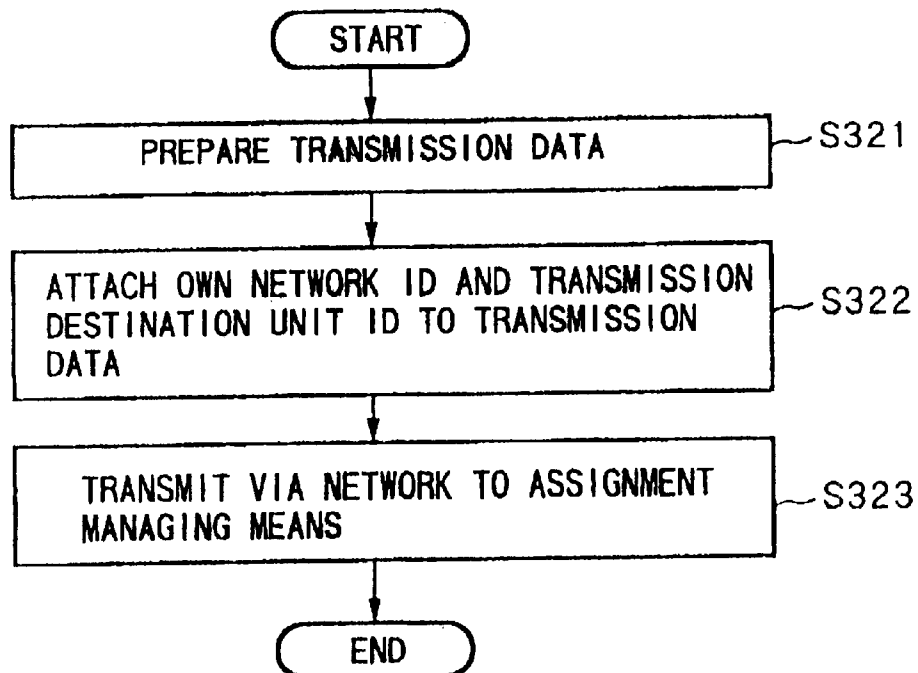 START
PREPARE TRANSMISSION DATA
S321
ATTACH OWN NETWORK ID AND TRANSMISSION
DESTINATION UNIT ID TO TRANSMISSION
DATA
S322
TRANSMIT VIA NETWORK TO ASSIGNMENT
MANAGING MEANS
S323
END